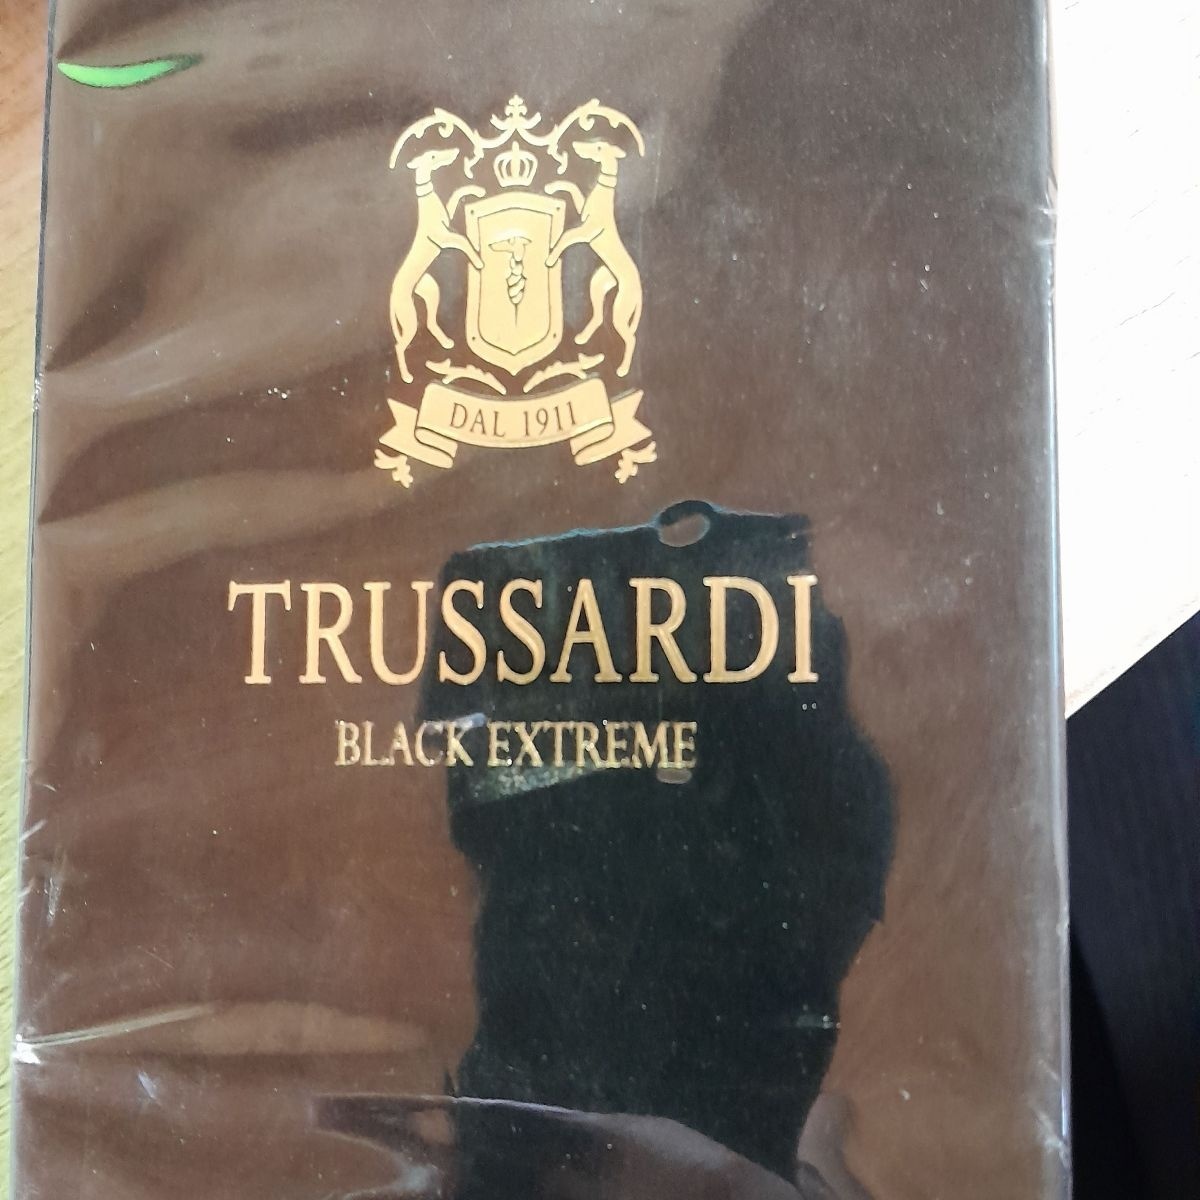 DAL 1911
TRUSSARDI
BLACK EXTREME